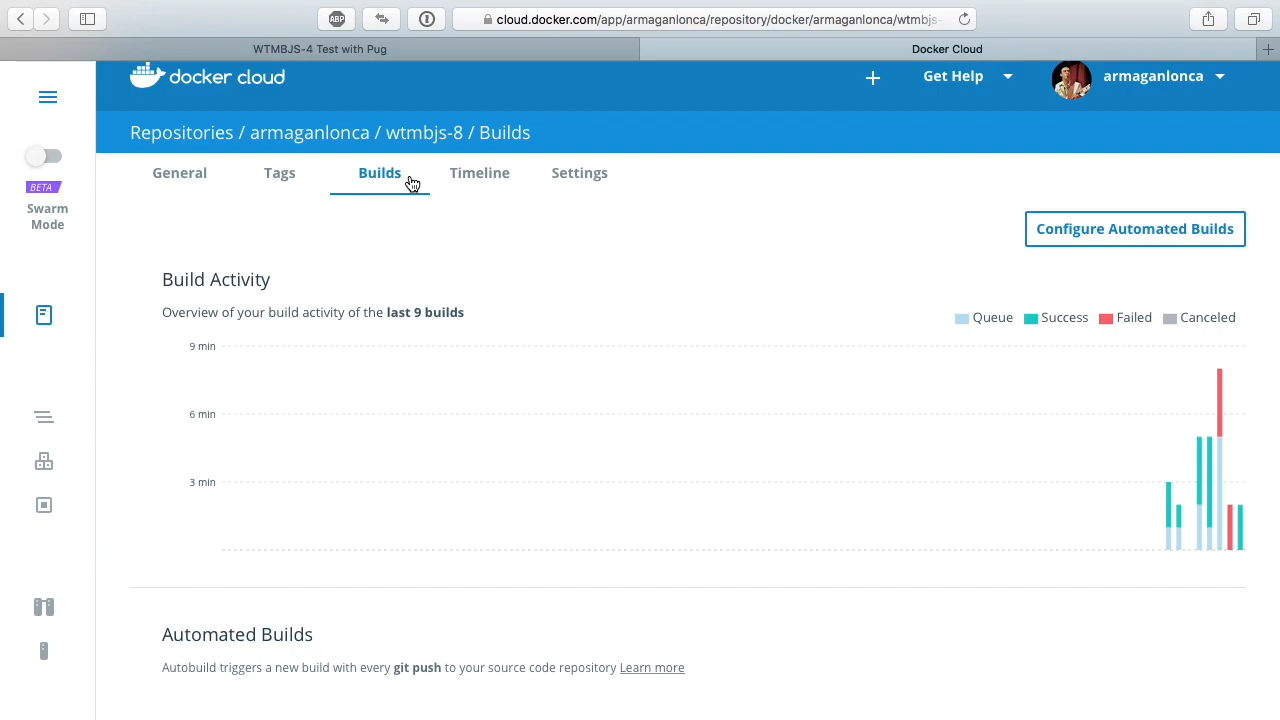 ABP
cloud.docker.com/app/armaganlonca/repository/docker/armaganlonca/wtmbjs-
WTMBJS-4 Test with Pug
Docker Cloud
docker cloud
Get Help
armaganlonca
Repositories / armaganlonca / wtmbjs-8 / Builds
General
Tags
Builds
Timeline
Settings
BETA
Swarm
Mode
Configure Automated Builds
Build Activity
Overview of your build activity of the last 9 builds
Queue
Success
Failed
Canceled
9 min
6 min
3 min
Automated Builds
Autobuild triggers a new build with every git push to your source code repository Learn more